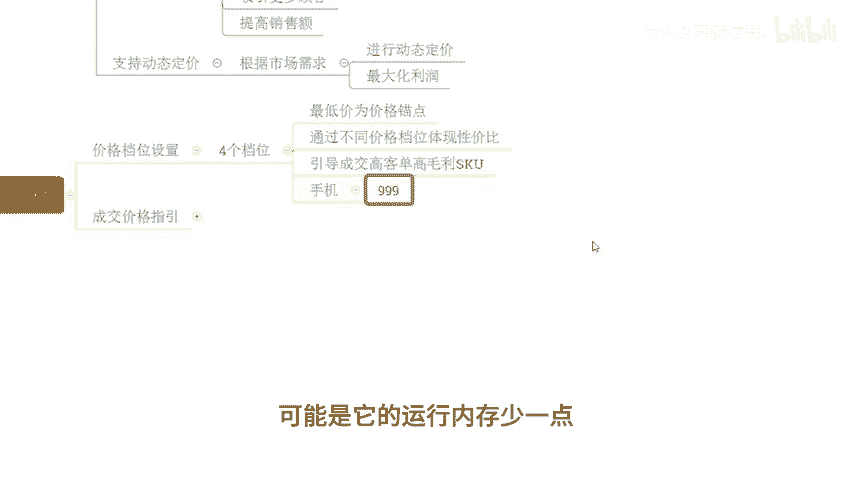 提高销售额
进行动态定价
支持动态定价 根据市场需求
最大化利润
最低价为价格锚点
价格档位设置 4个档位
通过不同价格档位体现性价比
引导成交高客单高毛利SKU
手机 999
成交价格指引
可能是它的运行内存少一点
bilibili